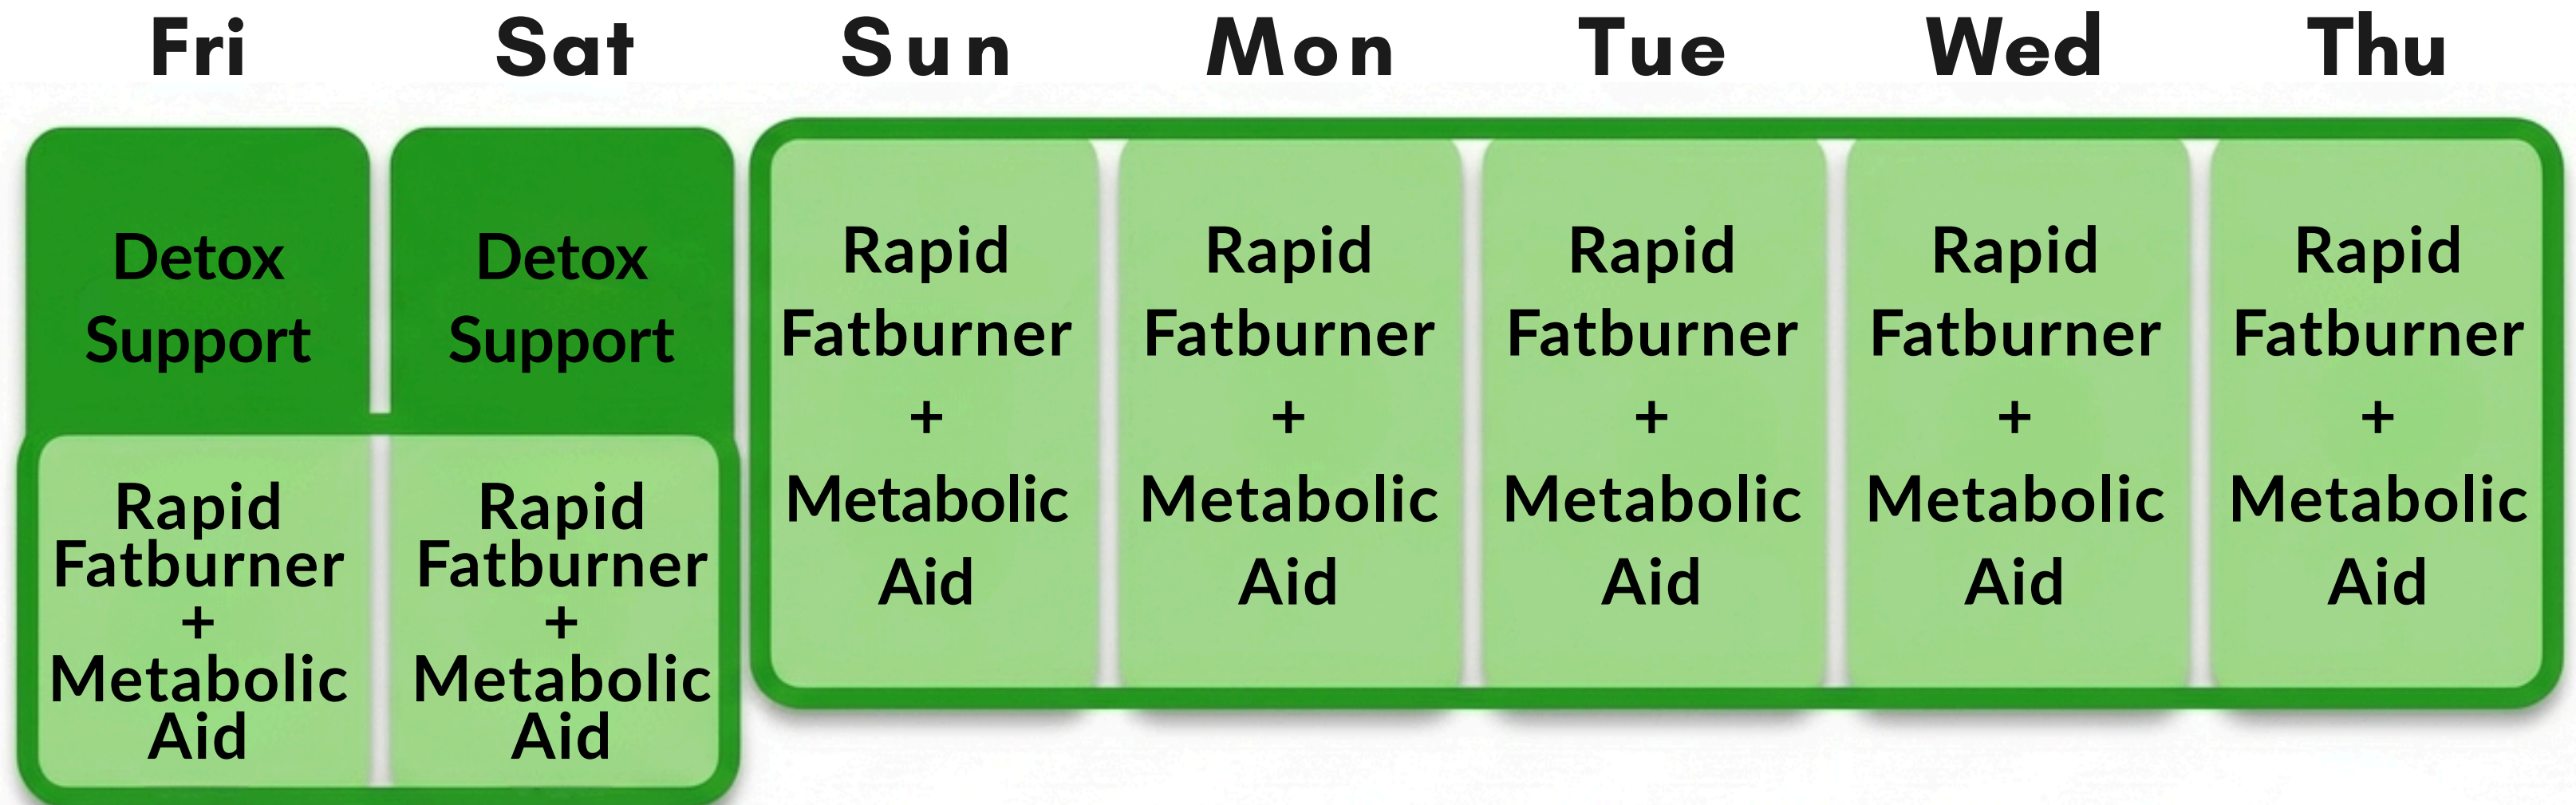 Fri Sat Sun Mon Tue Wed Thu
Detox
Support
Rapid
Fatburner
+
Metabolic
Aid
Detox
Support
Rapid
Fatburner
+
Metabolic
Aid
Rapid
Fatburner
+
Metabolic
Aid
Rapid
Fatburner
+
Metabolic
Aid
Rapid
Fatburner
+
Metabolic
Aid
Rapid
Fatburner
+
Metabolic
Aid
Rapid
Fatburner
+
Metabolic
Aid